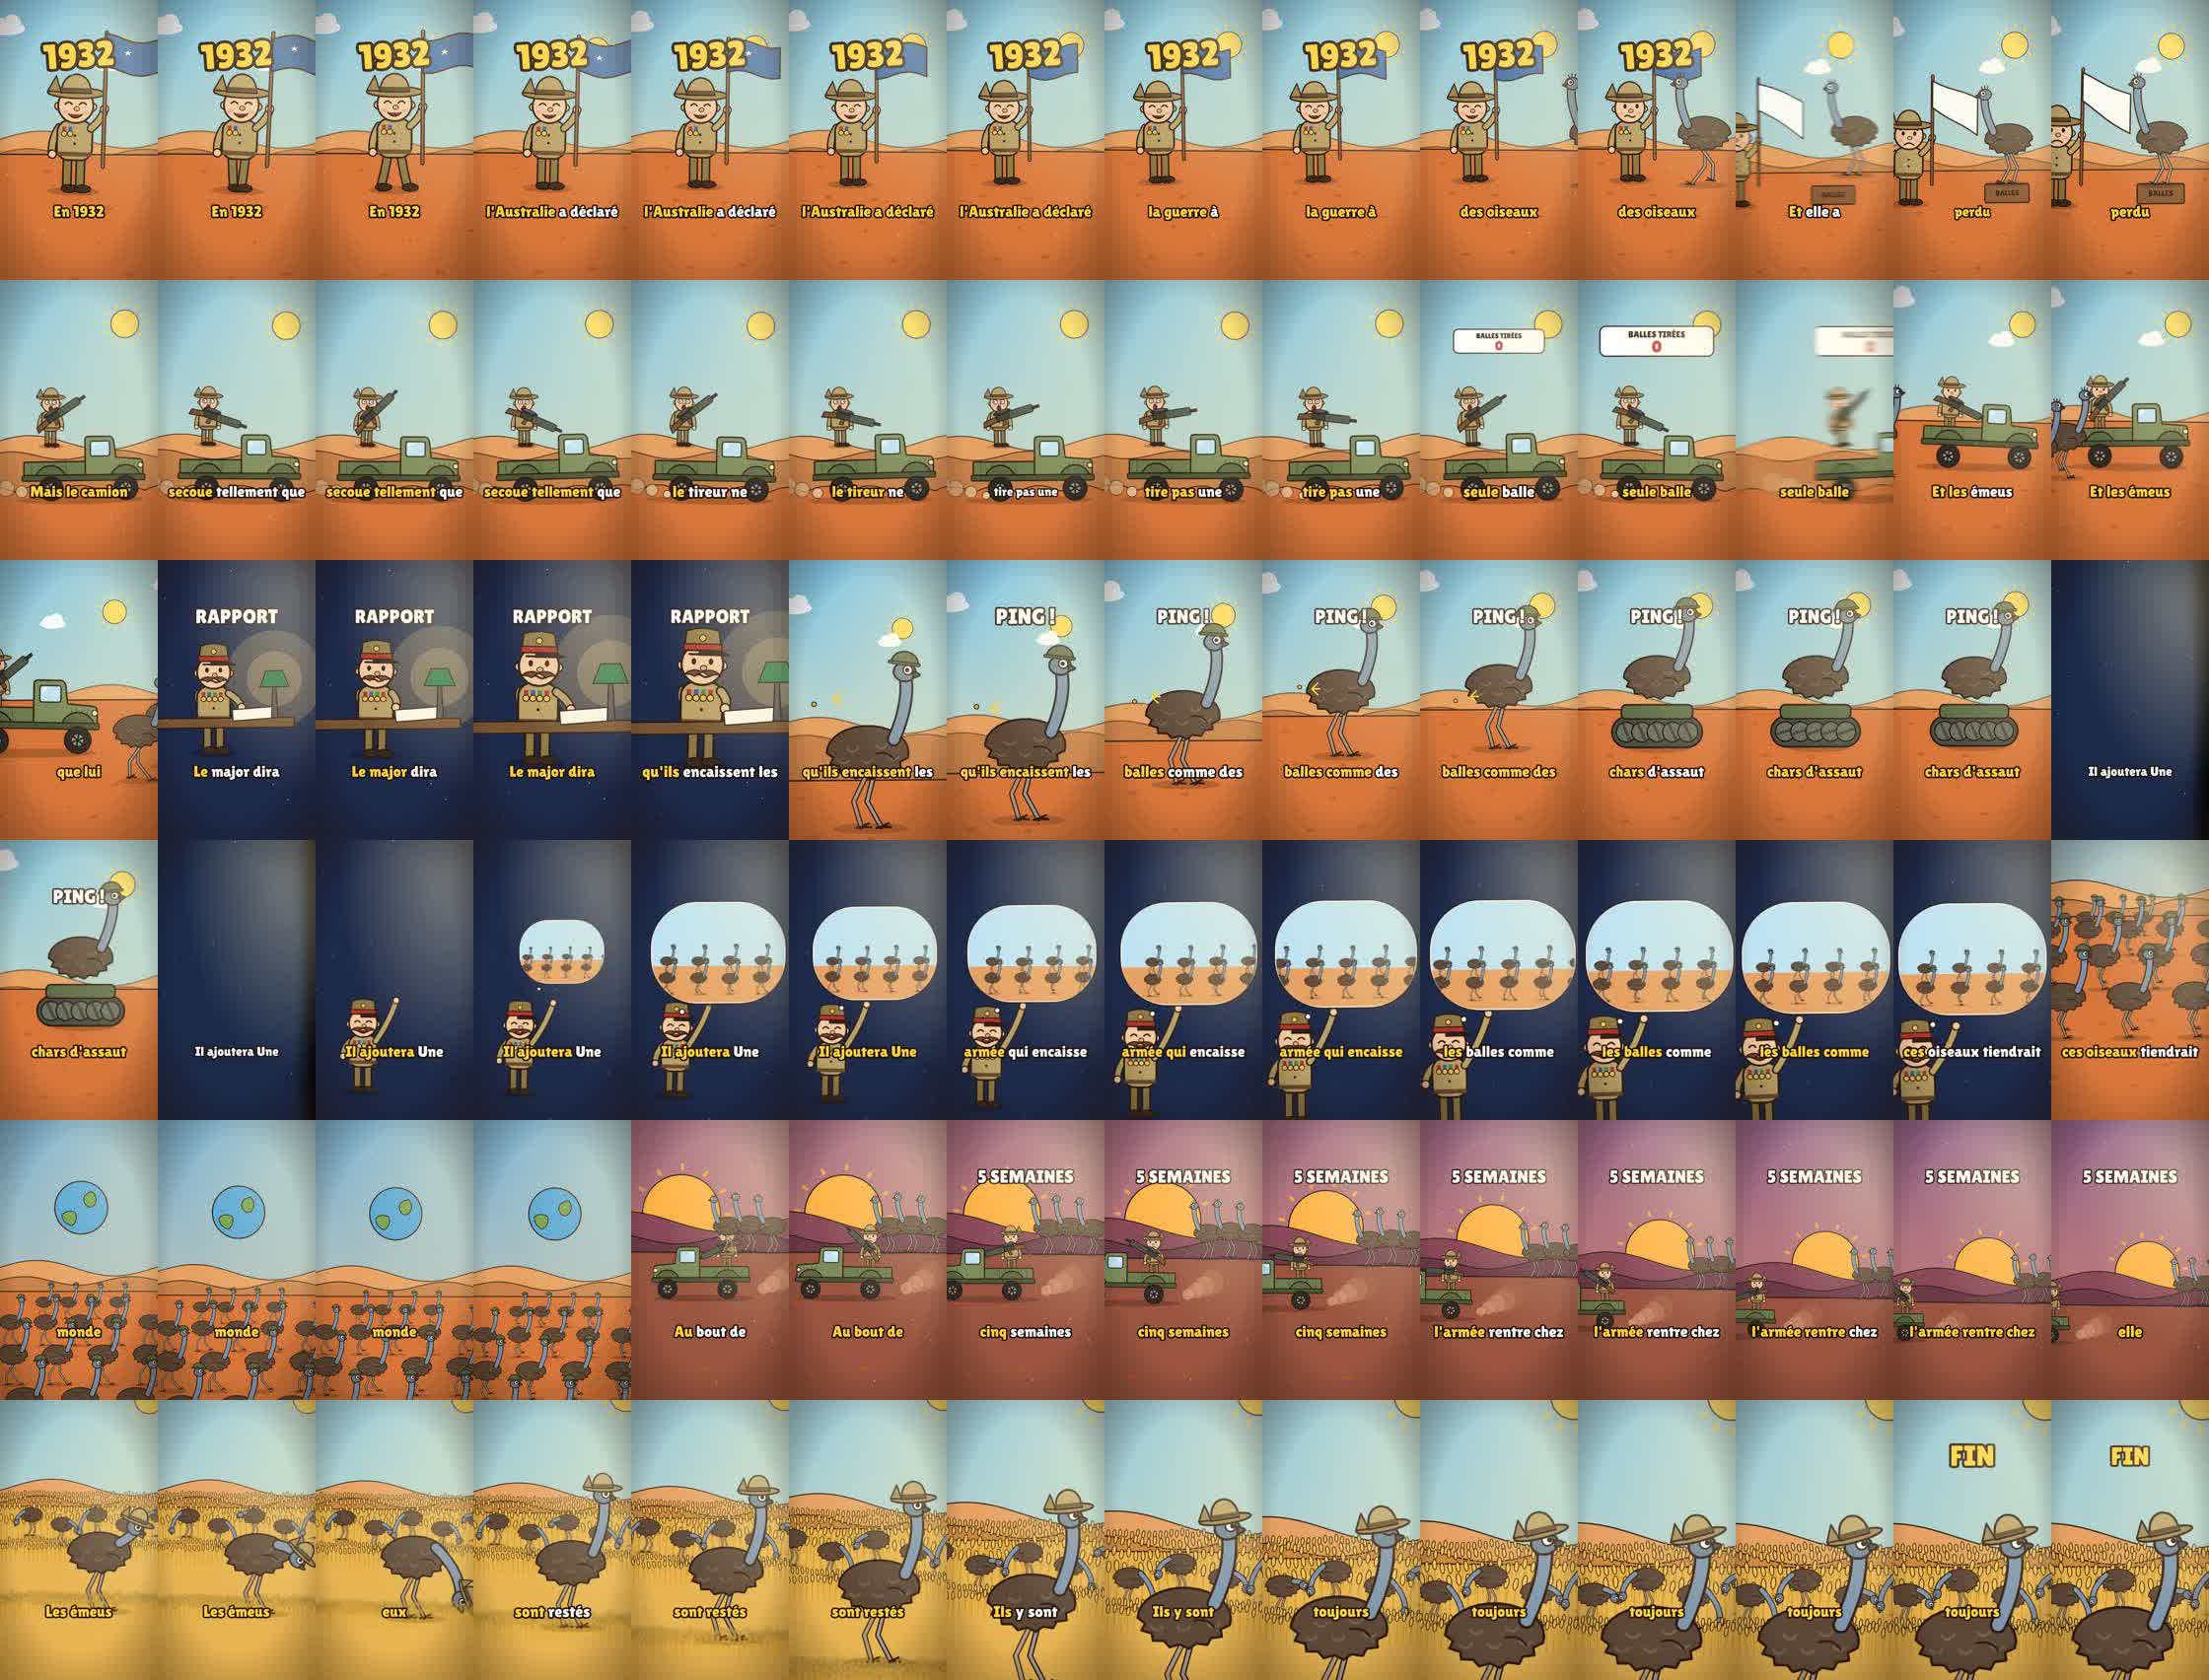 1932
En 1932
1932
En 1932
1932
En 1932
1932
l'Australie a déclaré
1932
l'Australie a déclaré
1932
l'Australie a déclaré
1932
l'Australie a déclaré
1932
la guerre à
1932
la guerre à
1932
des oiseaux
1932
des oiseaux
Et elle a
BALLES
perdu
BALLES
perdu
Mais le camion
secoue tellement que
secoue tellement que
secoue tellement que
le tireur ne
le tireur ne
tire pas une
tire pas une
tire pas une
BALLES TIRÉES
0
seule balle
BALLES TIRÉES
0
seule balle
seule balle
Et les émeus
Et les émeus
que lui
RAPPORT
Le major dira
RAPPORT
Le major dira
RAPPORT
Le major dira
RAPPORT
qu'ils encaissent les
qu'ils encaissent les
PING !
qu'ils encaissent les
PING !
balles comme des
PING !
balles comme des
PING !
balles comme des
PING !
chars d'assaut
PING !
chars d'assaut
PING !
chars d'assaut
Il ajoutera Une
PING !
chars d'assaut
Il ajoutera Une
Il ajoutera Une
Il ajoutera Une
Il ajoutera Une
Il ajoutera Une
armée qui encaisse
armée qui encaisse
armée qui encaisse
les balles comme
les balles comme
les balles comme
ces oiseaux tiendrait
ces oiseaux tiendrait
monde
monde
monde
monde
Au bout de
Au bout de
5 SEMAINES
cinq semaines
5 SEMAINES
cinq semaines
5 SEMAINES
cinq semaines
5 SEMAINES
l'armée rentre chez
5 SEMAINES
l'armée rentre chez
5 SEMAINES
l'armée rentre chez
5 SEMAINES
l'armée rentre chez
5 SEMAINES
elle
Les émeus
Les émeus
eux
sont restés
sont restés
sont restés
Ils y sont
Ils y sont
toujours
toujours
toujours
toujours
FIN
toujours
FIN